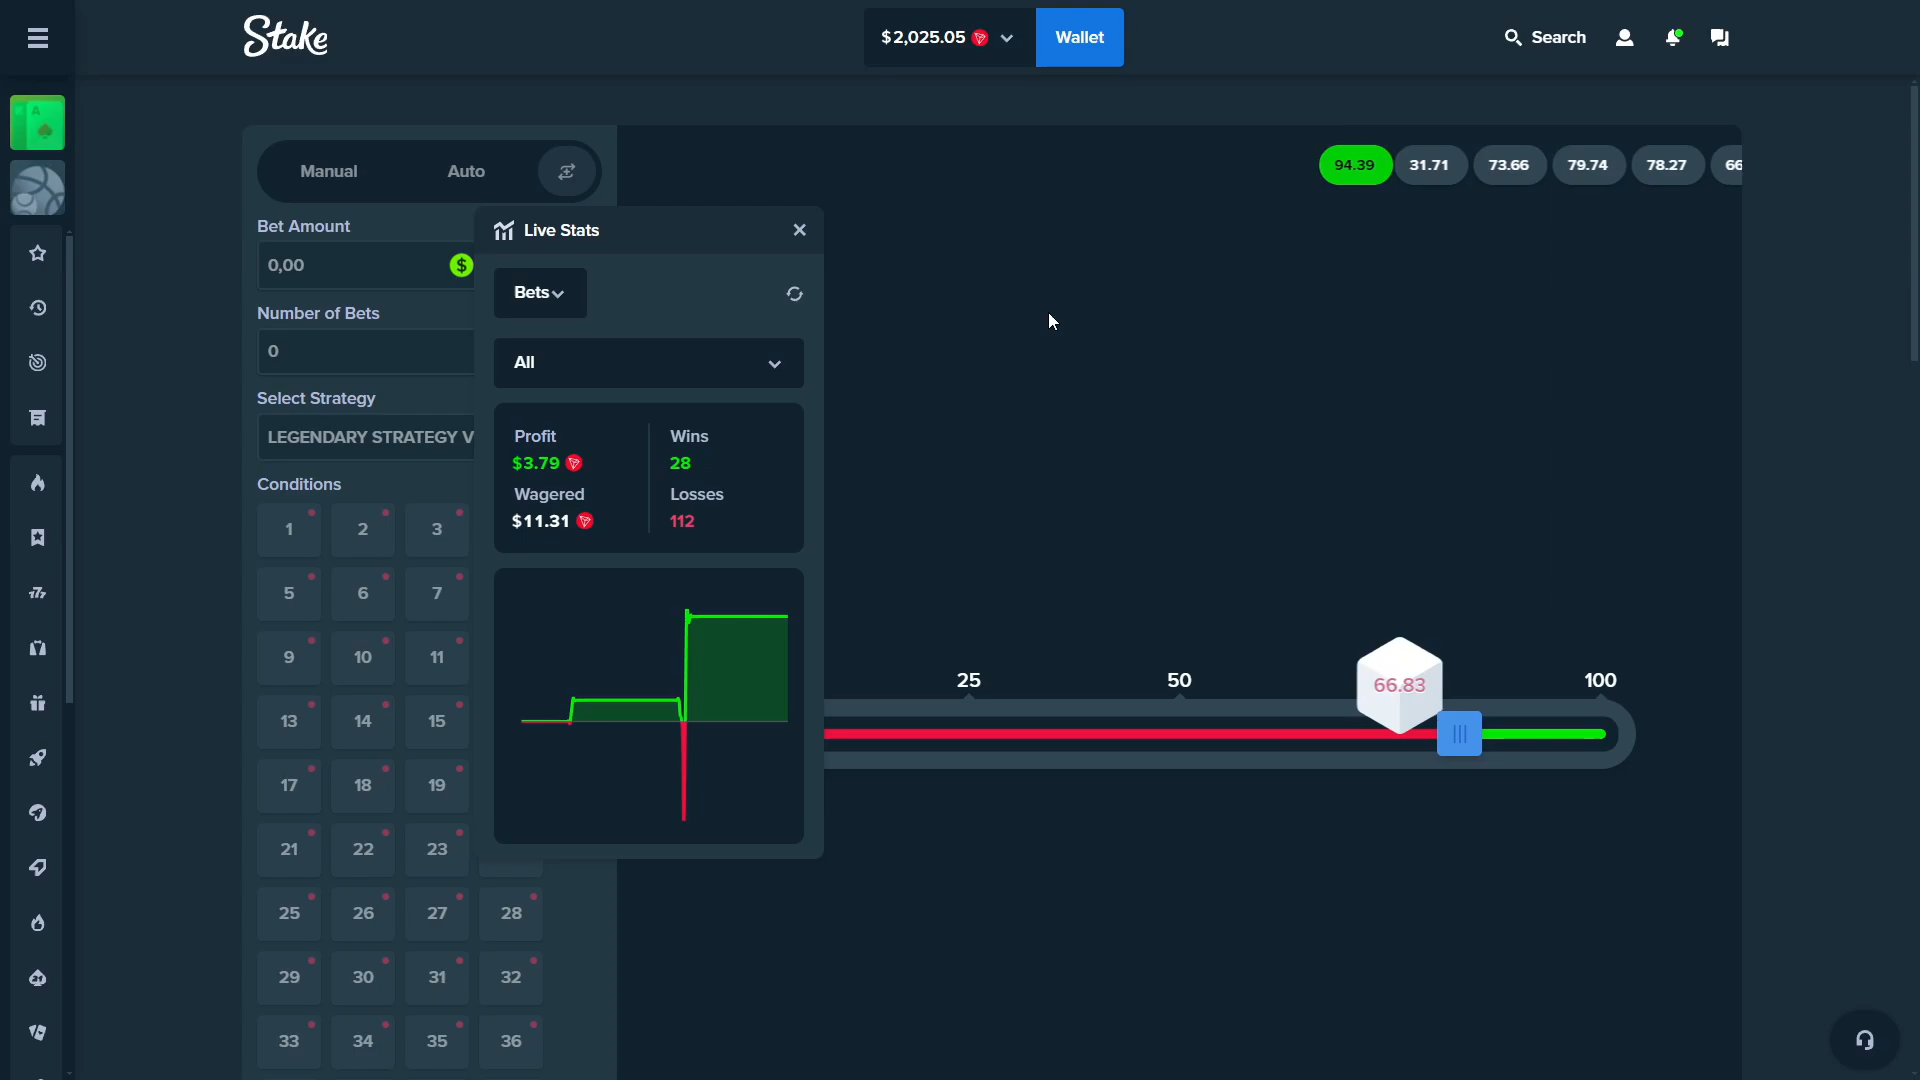 Stake
$2,025.05
Wallet
Search
Manual
Auto
94.39
31.71
73.66
79.74
78.27
66
Bet Amount
0,00
$
Number of Bets
0
Select Strategy
LEGENDARY STRATEGY V
Conditions
1 2 3
5 6 7
9 10 11
13 14 15
17 18 19
21 22 23
25 26 27 28
29 30 31 32
33 34 35 36
Live Stats
Bets
All
Profit
$3.79
Wins
28
Wagered
$11.31
Losses
112
25
50
100
66.83